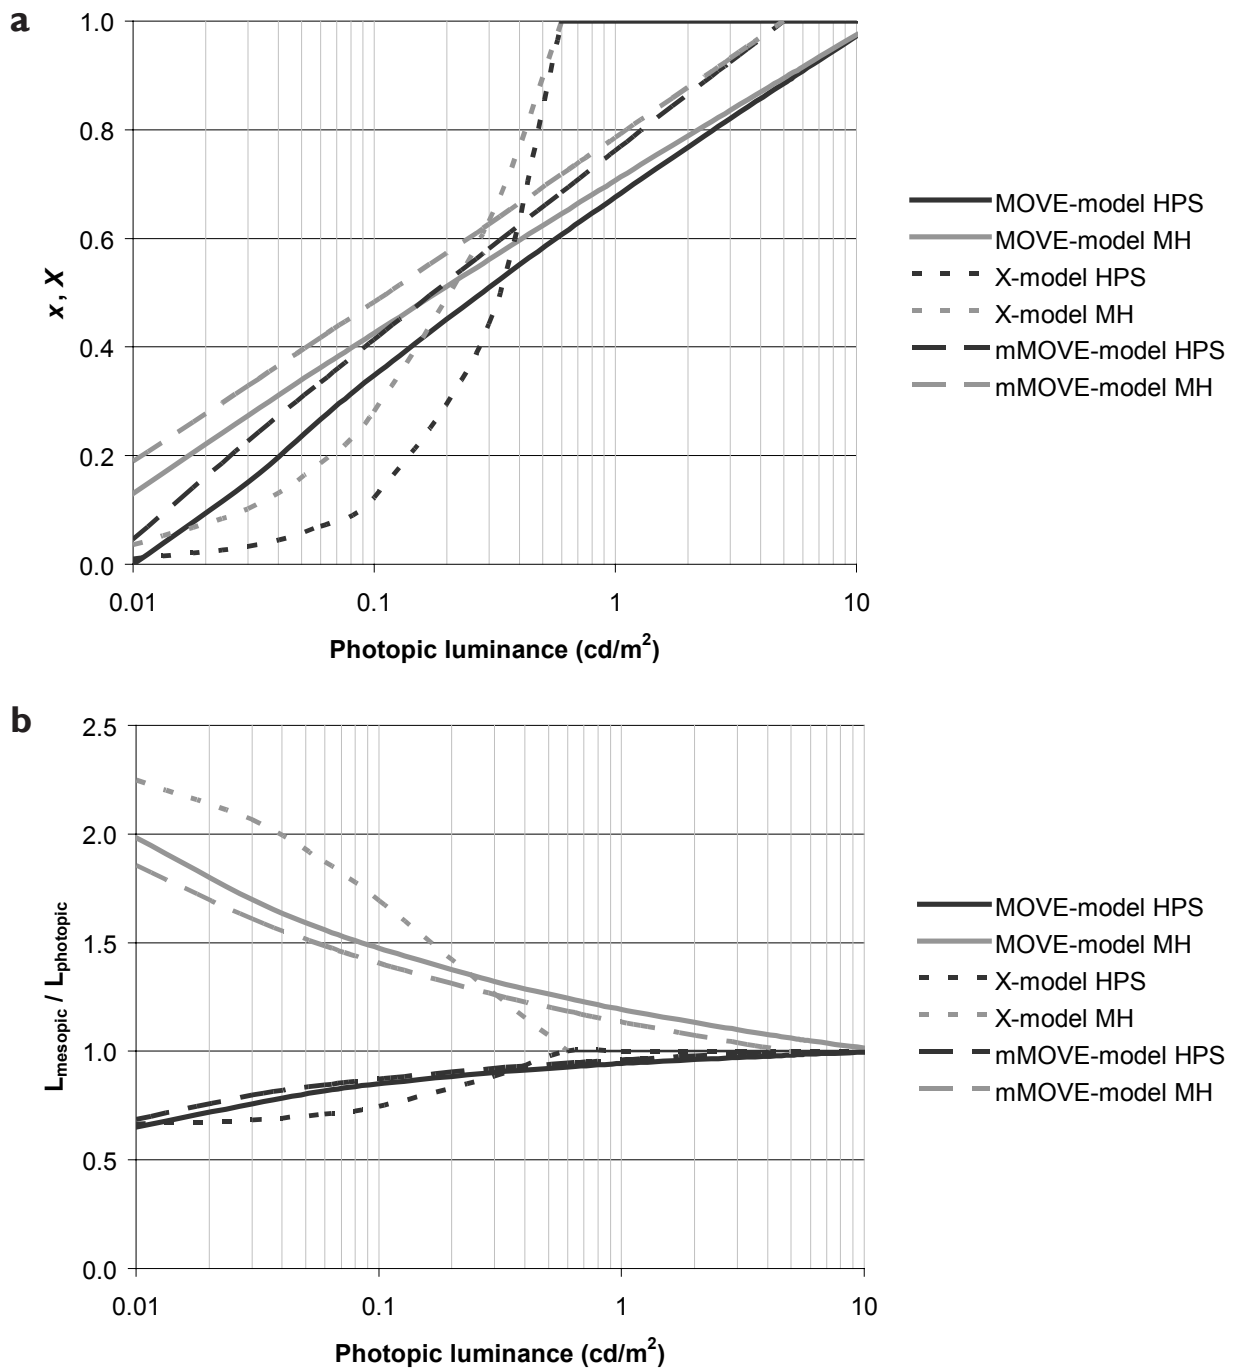 a
1.0
0.8
0.6
0.4
0.2
0.0
x, X
0.01 0.1 1 10
Photopic luminance (cd/m²)
MOVE-model HPS
MOVE-model MH
X-model HPS
X-model MH
mMOVE-model HPS
mMOVE-model MH
b
2.5
2.0
1.5
1.0
0.5
0.0
Lmesopic / Lphotopic
0.01 0.1 1 10
Photopic luminance (cd/m²)
MOVE-model HPS
MOVE-model MH
X-model HPS
X-model MH
mMOVE-model HPS
mMOVE-model MH